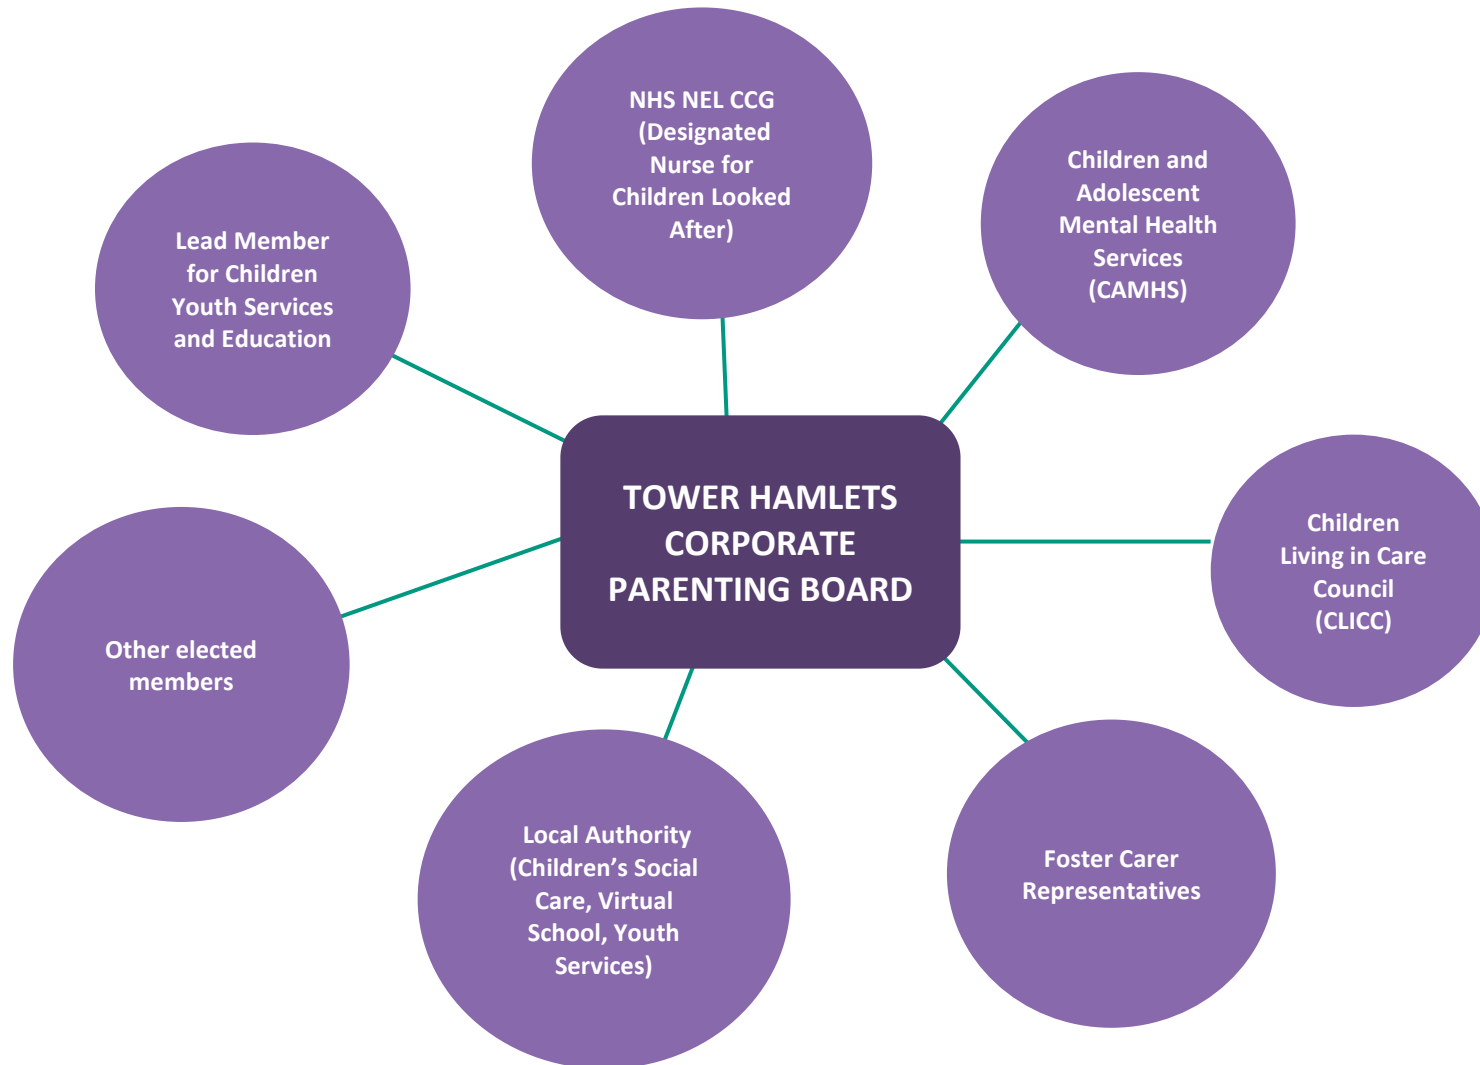 NHS NEL CCG
(Designated
Nurse for
Children Looked
After)
Children and
Adolescent
Mental Health
Services
(CAMHS)
Lead Member
for Children
Youth Services
and Education
TOWER HAMLETS
CORPORATE
PARENTING BOARD
Children
Living in Care
Council
(CLICC)
Other elected
members
Local Authority
(Children’s Social
Care, Virtual
School, Youth
Services)
Foster Carer
Representatives